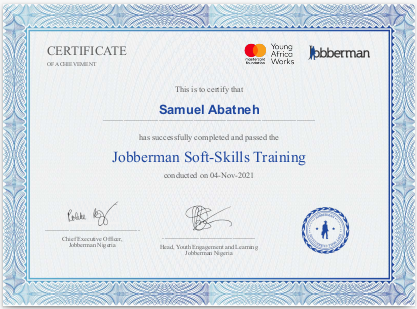 CERTIFICATE
OF ACHIEVEMENT
mastercard
foundation
Young
Africa
Works
Jobberman
This is to certify that
Samuel Abatneh
has successfully completed and passed the
Jobberman Soft-Skills Training
conducted on 04-Nov-2021
Chief Executive Officer,
Jobberman Nigeria
Head, Youth Engagement and Learning
Jobberman Nigeria